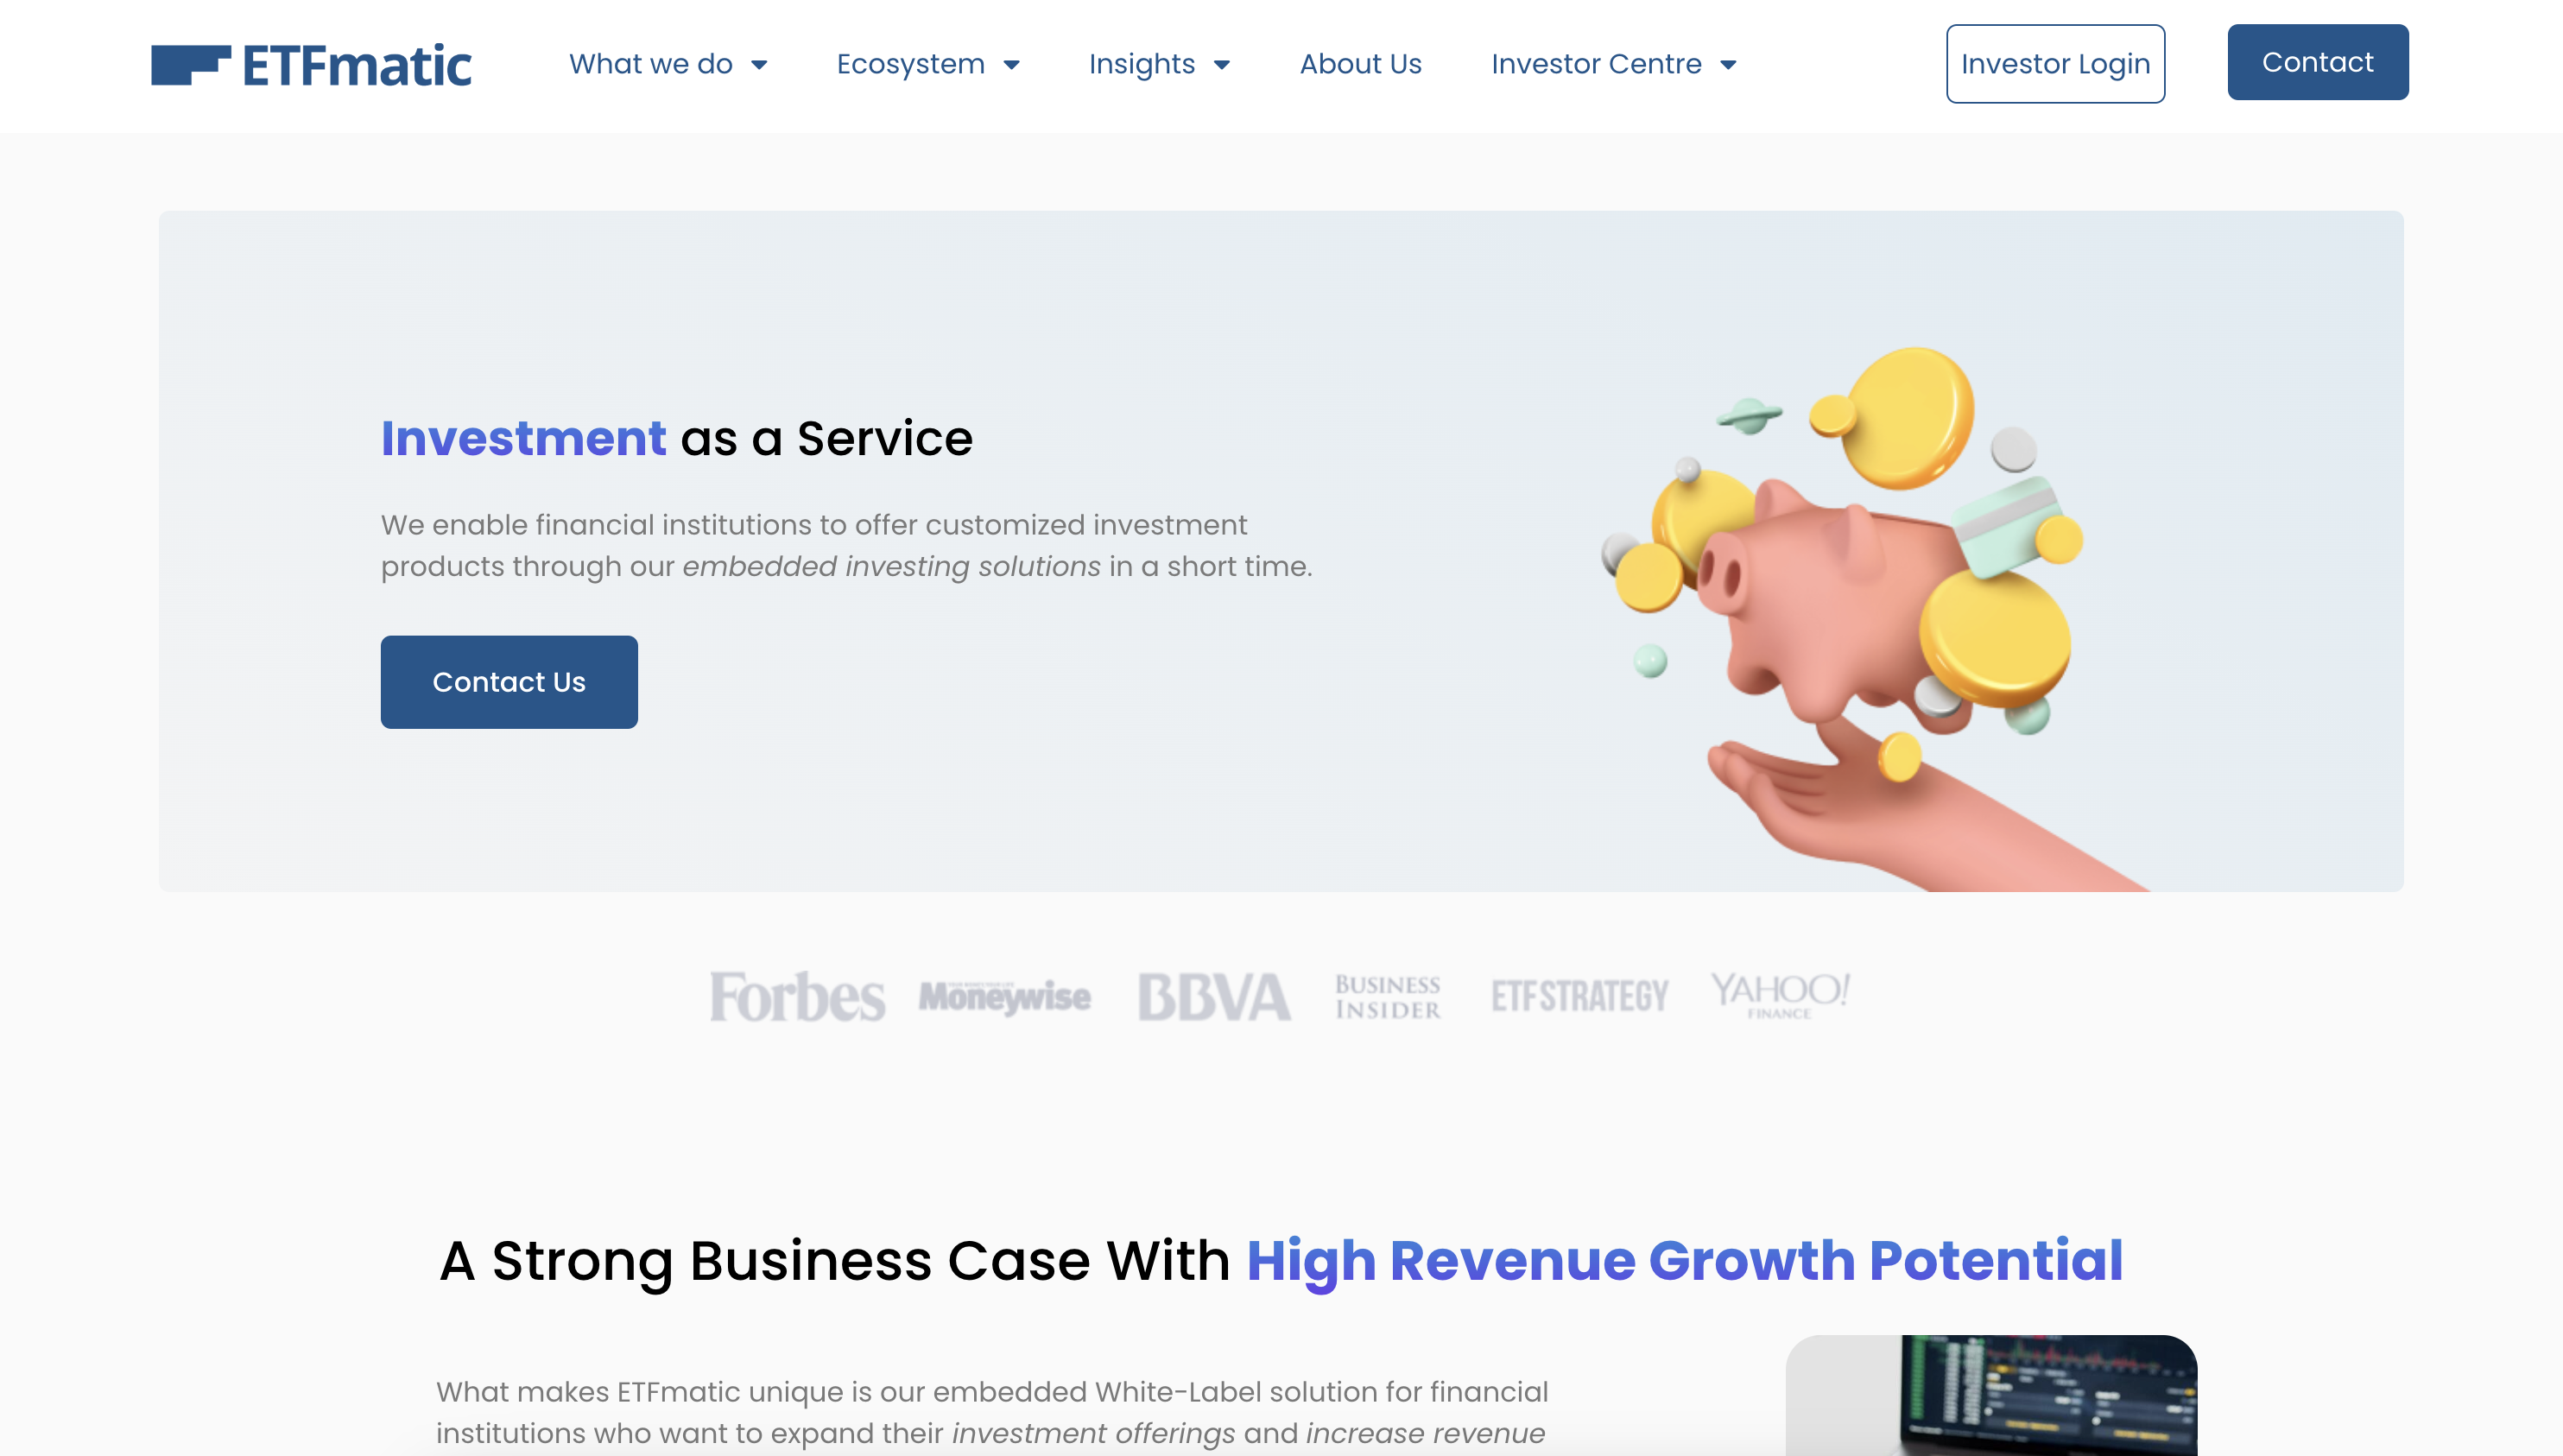 ETFmatic
What we do
Ecosystem
Insights
About Us
Investor Centre
Investor Login
Contact
Investment as a Service
We enable financial institutions to offer customized investment
products through our embedded investing solutions in a short time.
Contact Us
Forbes
Moneywise
BBVA
BUSINESS
INSIDER
ETF STRATEGY
YAHOO!
FINANCE
A Strong Business Case With High Revenue Growth Potential
What makes ETFmatic unique is our embedded White-Label solution for financial
institutions who want to expand their investment offerings and increase revenue